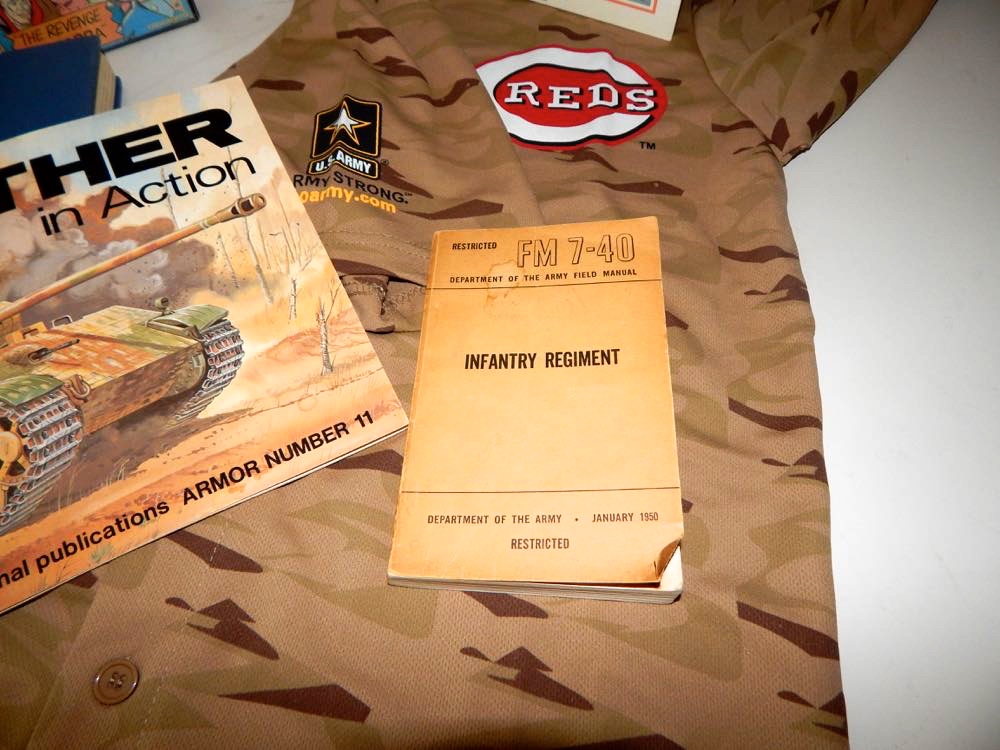 THE REVENGE
REDS
TM
U.S. ARMY
®
RMY STRONG.
army.com
THER
in Action
ARMOR NUMBER 11
nal publications
RESTRICTED
FM 7-40
DEPARTMENT OF THE ARMY FIELD MANUAL
INFANTRY REGIMENT
DEPARTMENT OF THE ARMY • JANUARY 1950
RESTRICTED